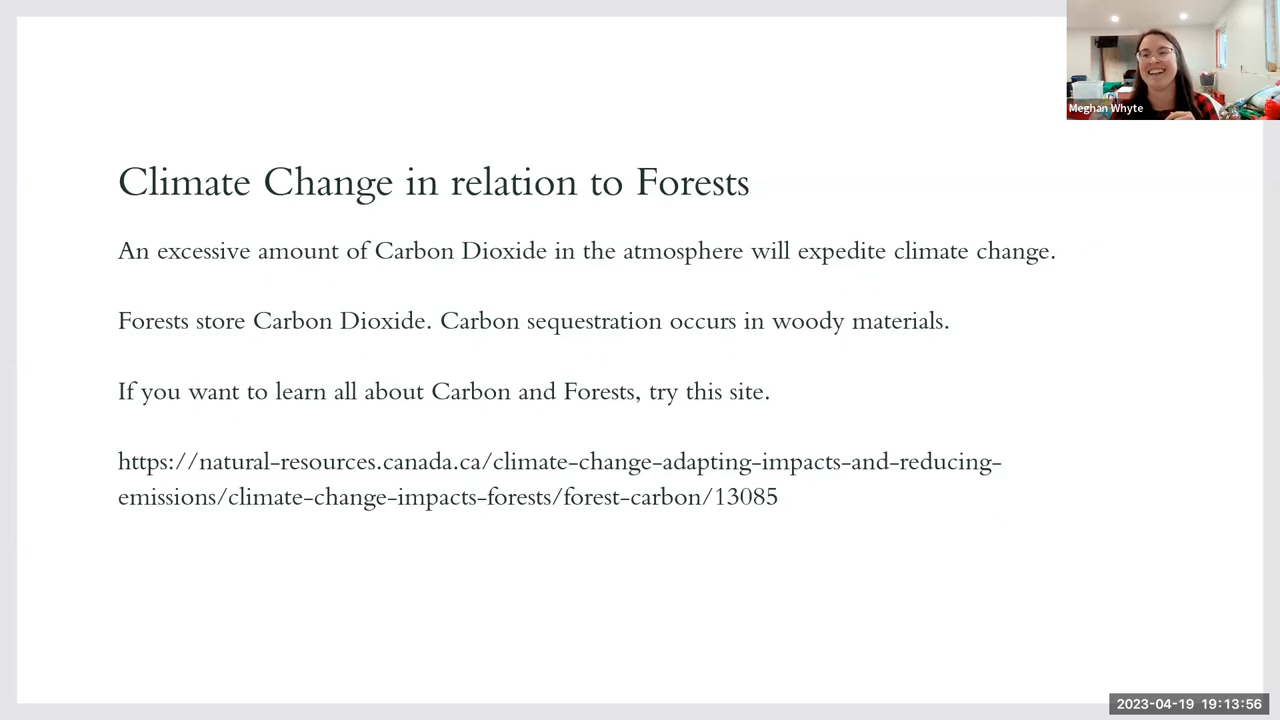 Meghan Whyte
Climate Change in relation to Forests
An excessive amount of Carbon Dioxide in the atmosphere will expedite climate change.
Forests store Carbon Dioxide. Carbon sequestration occurs in woody materials.
If you want to learn all about Carbon and Forests, try this site.
https://natural-resources.canada.ca/climate-change-adapting-impacts-and-reducing-
emissions/climate-change-impacts-forests/forest-carbon/13085
2023-04-19 19:13:56